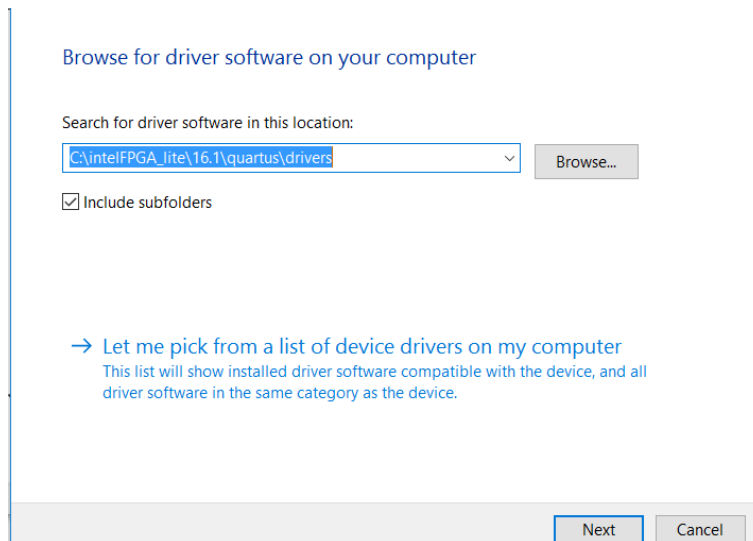 Browse for driver software on your computer
Search for driver software in this location:
C:\intelFPGA_lite\16.1\quartus\drivers
Browse...
Include subfolders
Let me pick from a list of device drivers on my computer
This list will show installed driver software compatible with the device, and all
driver software in the same category as the device.
Next
Cancel